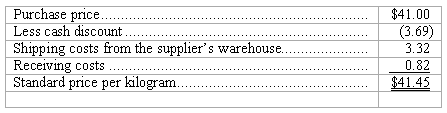 Purchase price........................................................................ $41.00
Less cash discount................................................................. (3.69)
Shipping costs from the supplier’s warehouse........................ 3.32
Receiving costs..................................................................... 0.82
Standard price per kilogram.................................................... $41.45